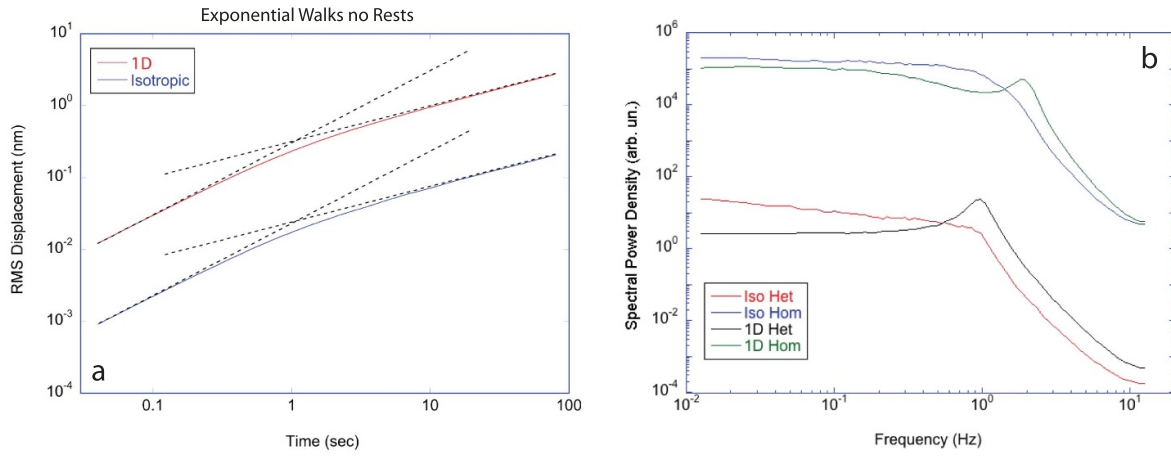 Exponential Walks no Rests
10^1
10^0
10^-1
10^-2
10^-3
10^-4
RMS Displacement (nm)
1D
Isotropic
a
0.1
1
10
100
Time (sec)
10^6
10^4
10^2
10^0
10^-2
10^-4
Spectral Power Density (arb. un.)
b
Iso Het
Iso Hom
1D Het
1D Hom
10^-2
10^-1
10^0
10^1
Frequency (Hz)